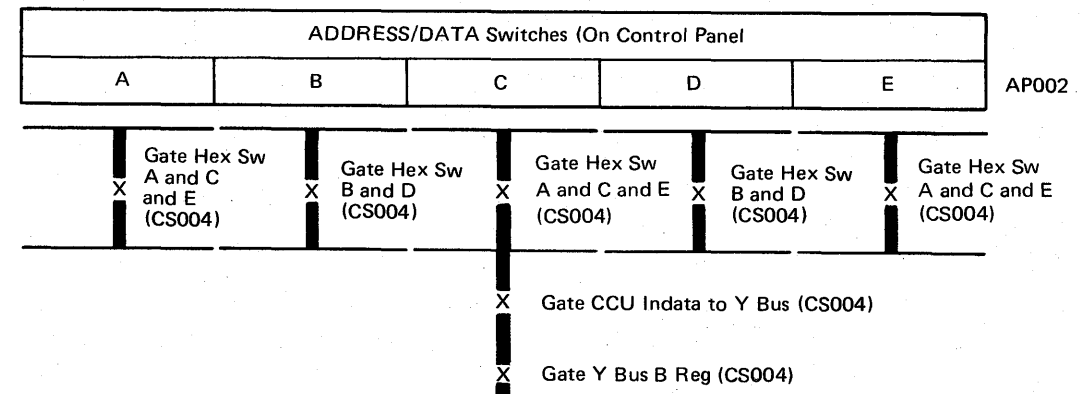 ADDRESS/DATA Switches (On Control Panel
A B C D E AP002
Gate Hex Sw
A and C
and E
(CS004)
X
Gate Hex Sw
B and D
(CS004)
X
Gate Hex Sw
A and C and E
(CS004)
X
Gate Hex Sw
B and D
(CS004)
X
Gate Hex Sw
A and C and E
(CS004)
X
X Gate CCU Indata to Y Bus (CS004)
X Gate Y Bus B Reg (CS004)